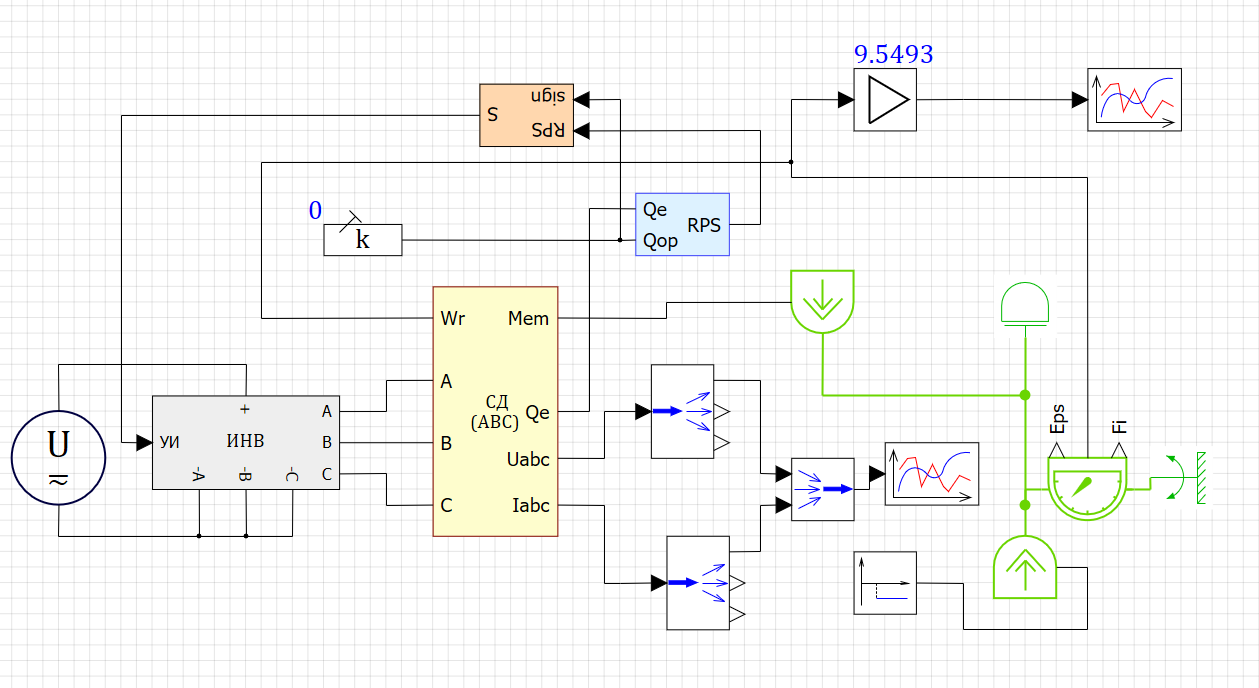 9.5493
sign
S
RPS
0
k
Qe
RPS
Qop
Wr
Mem
A
СД
(ABC)
Qe
B
Uabc
C
Iabc
U
+
A
УИ
ИНВ
B
C
-A
-B
-C
Eps
Fi